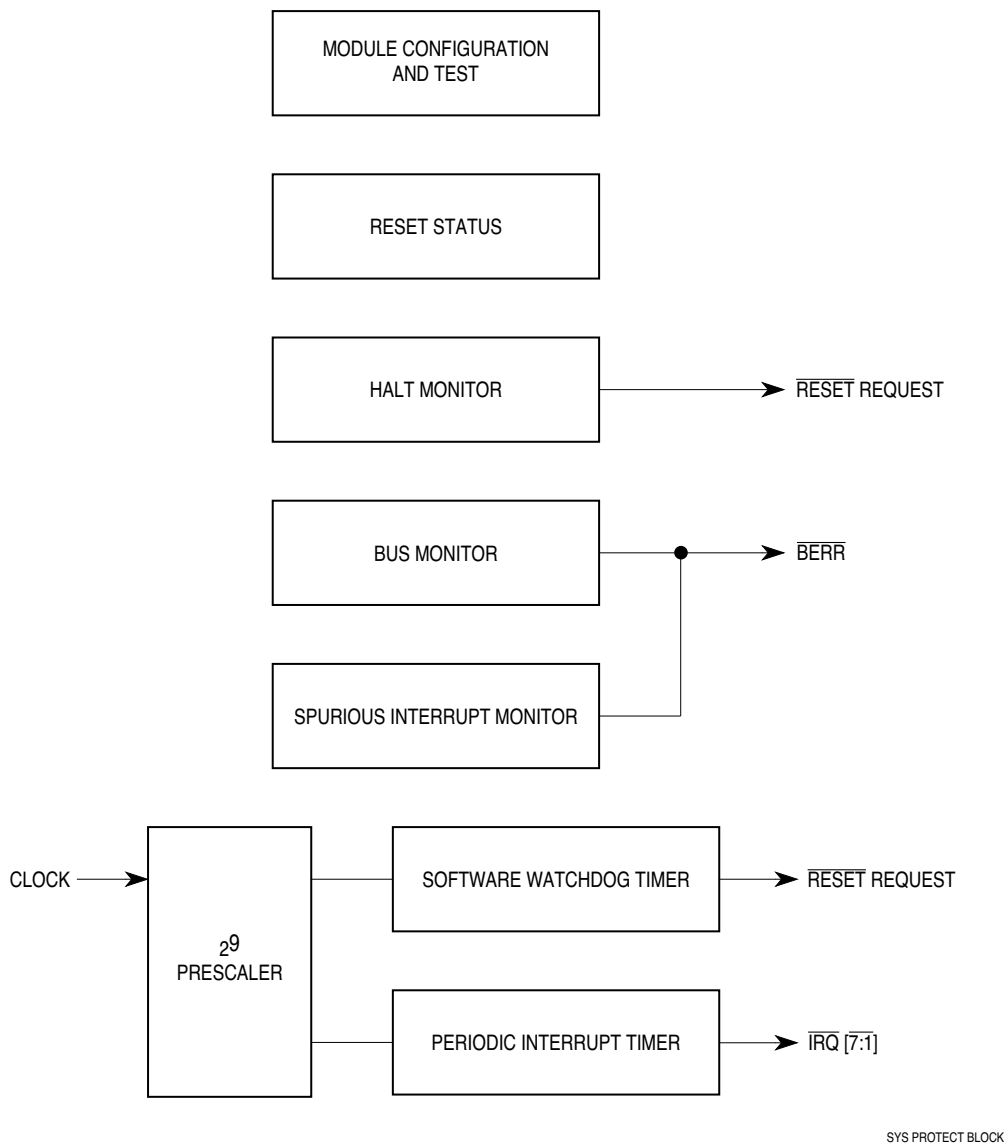 MODULE CONFIGURATION
AND TEST
RESET STATUS
HALT MONITOR
RESET REQUEST
BUS MONITOR
BERR
SPURIOUS INTERRUPT MONITOR
CLOCK
29
PRESCALER
SOFTWARE WATCHDOG TIMER
RESET REQUEST
PERIODIC INTERRUPT TIMER
IRQ [7:1]
SYS PROTECT BLOCK